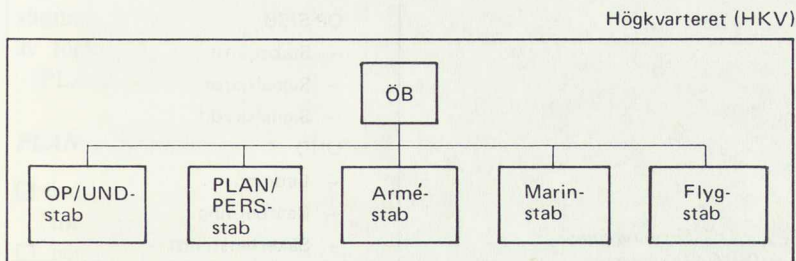 Högkvarteret (HKV)
ÖB
OP/UND-
stab
PLAN/
PERS-
stab
Armé-
stab
Marin-
stab
Flyg-
stab